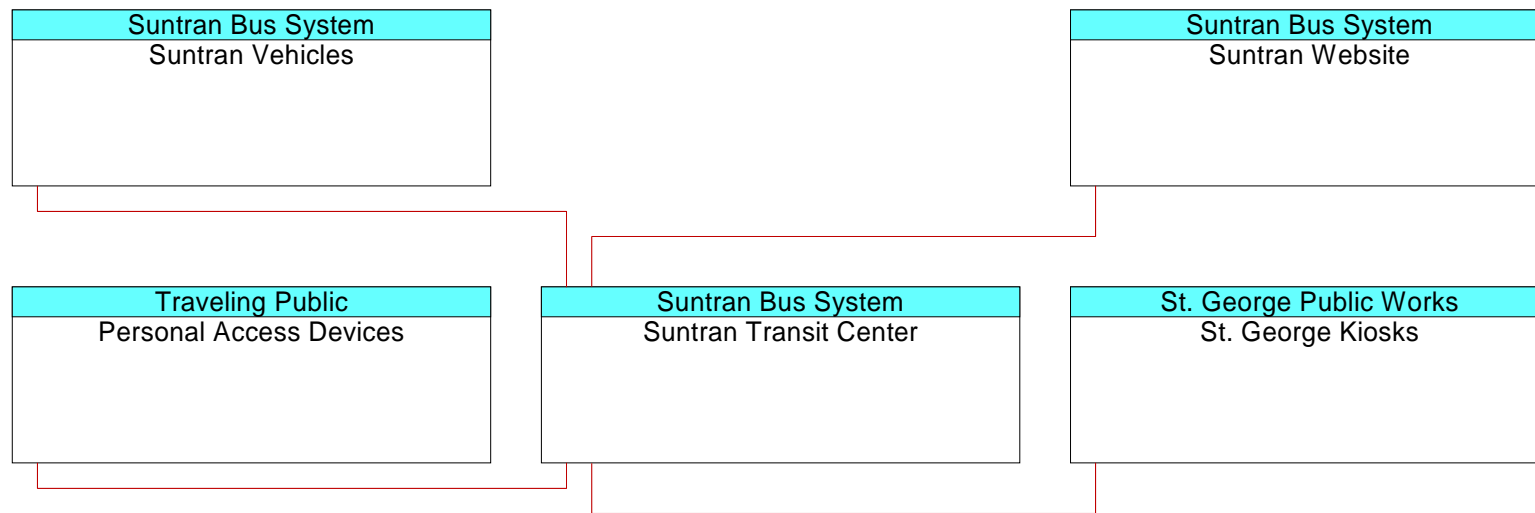 Suntran Bus System
Suntran Vehicles
Suntran Bus System
Suntran Website
Traveling Public
Personal Access Devices
Suntran Bus System
Suntran Transit Center
St. George Public Works
St. George Kiosks